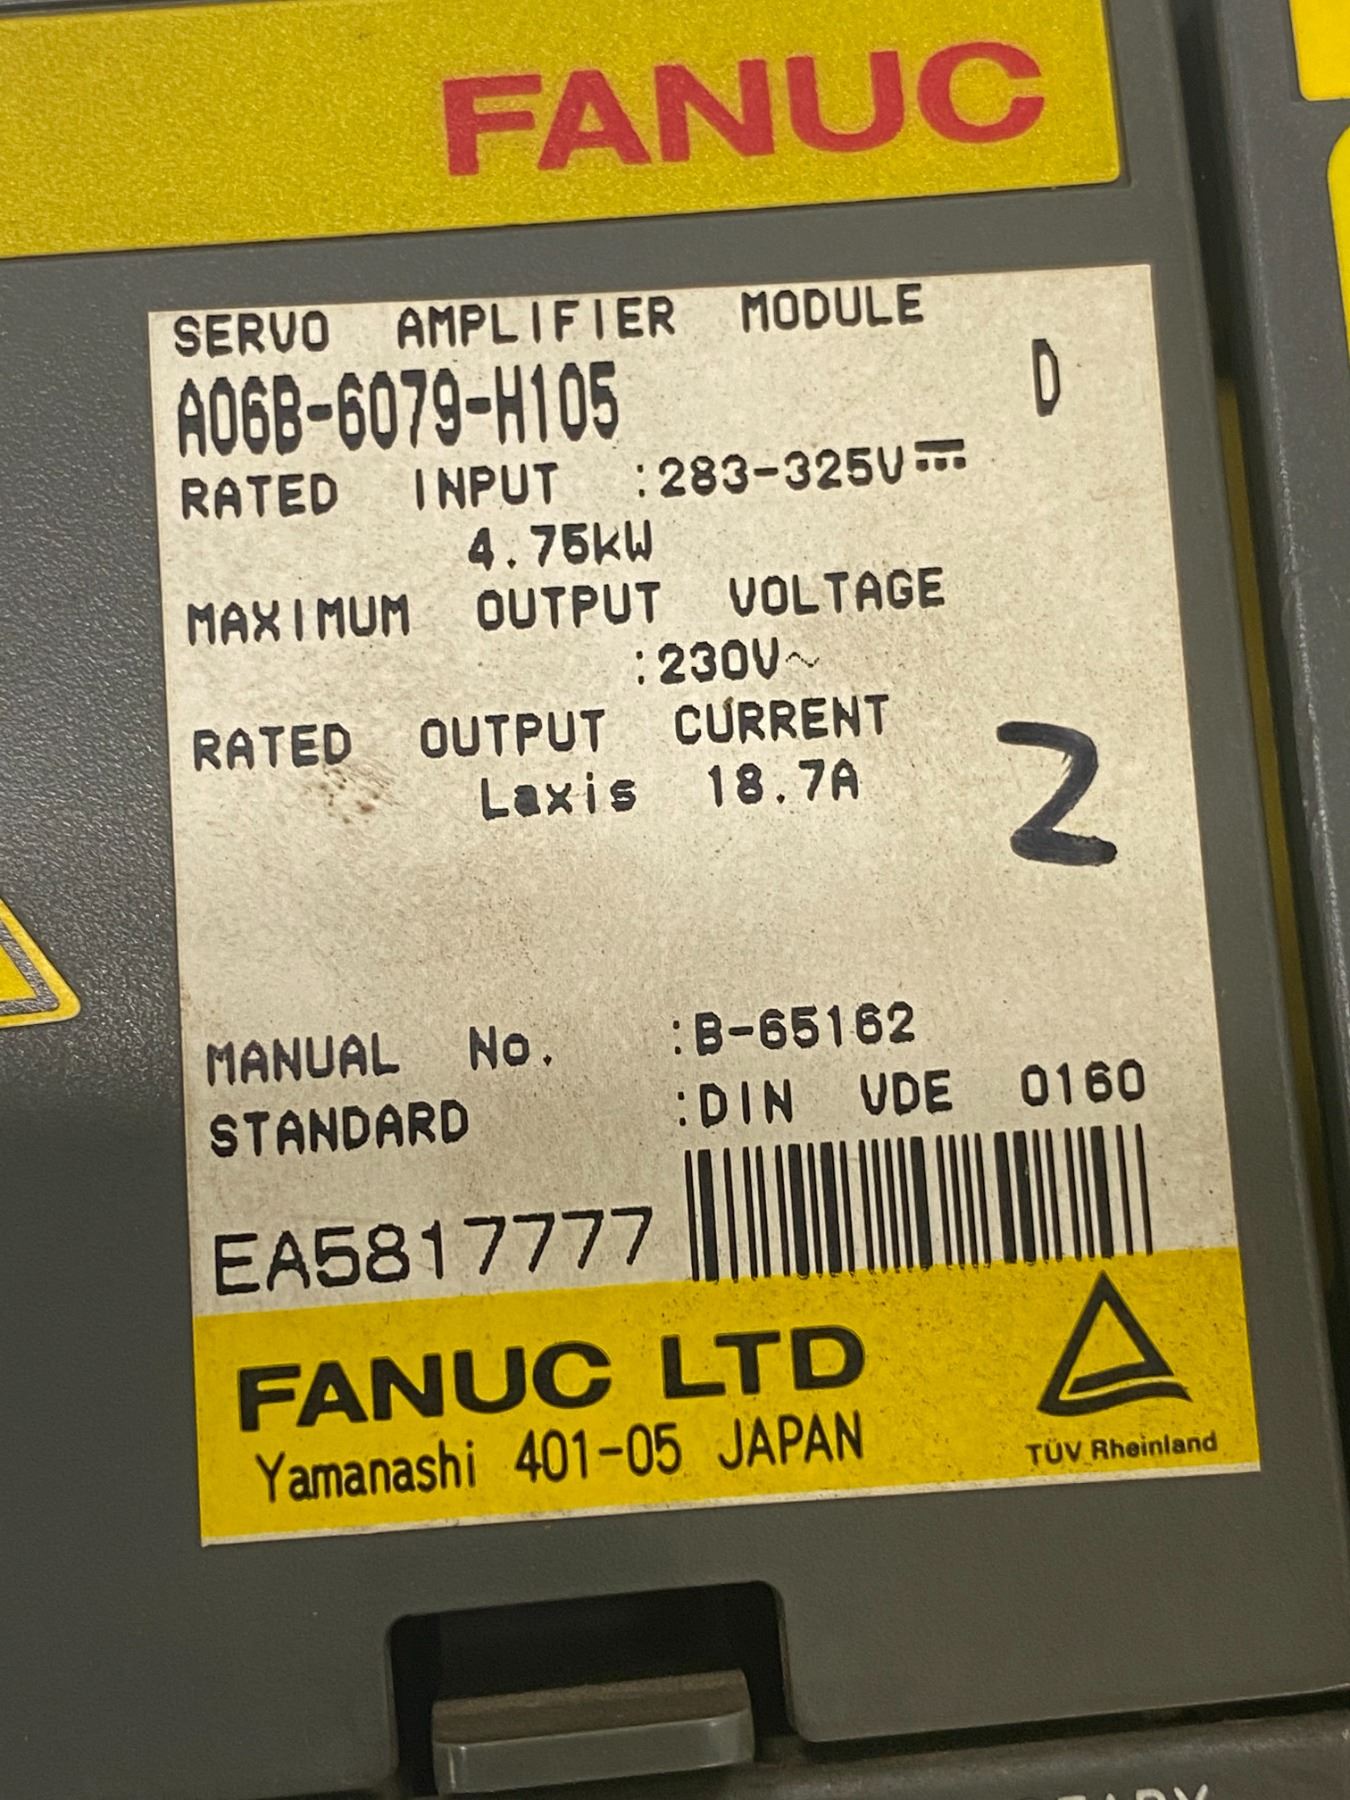 FANUC
SERVO AMPLIFIER MODULE
A06B-6079-H105 D
RATED INPUT :283-325V⎓
4.75kW
MAXIMUM OUTPUT VOLTAGE
:230V~
RATED OUTPUT CURRENT
Laxis 18.7A
2
MANUAL No. :B-65162
STANDARD :DIN VDE 0160
EA5817777
FANUC LTD
Yamanashi 401-05 JAPAN
TÜV Rheinland